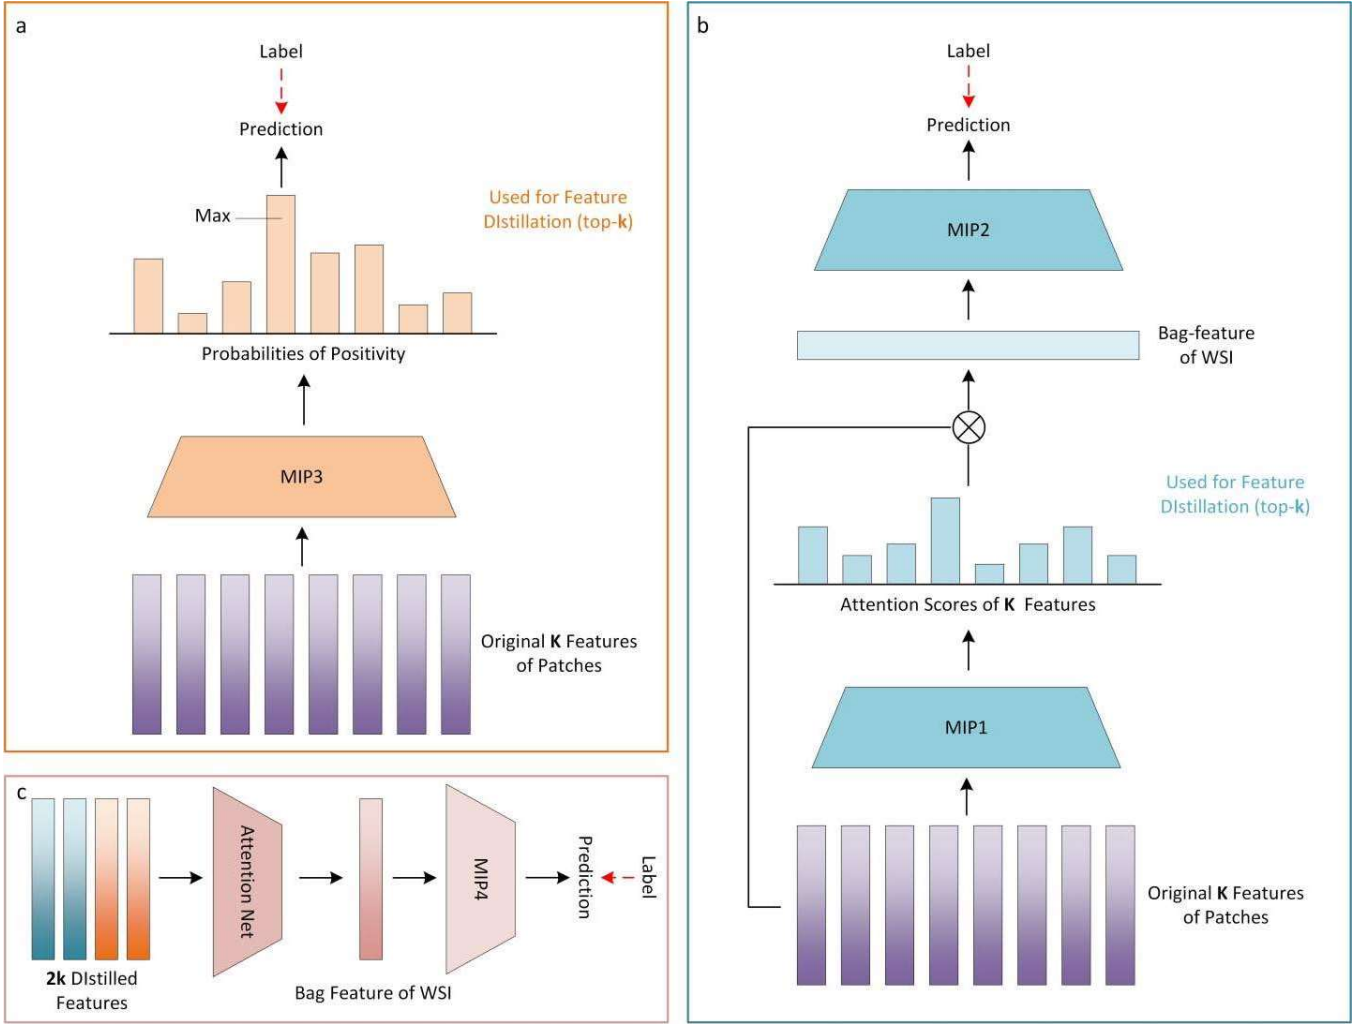 a
Label
Prediction
Used for Feature
DIstillation (top-k)
Max
Probabilities of Positivity
MIP3
Original K Features
of Patches
b
Label
Prediction
MIP2
Bag-feature
of WSI
Used for Feature
DIstillation (top-k)
Attention Scores of K Features
MIP1
Original K Features
of Patches
c
2k DIstilled
Features
Attention Net
Bag Feature of WSI
MIP4
Prediction
Label